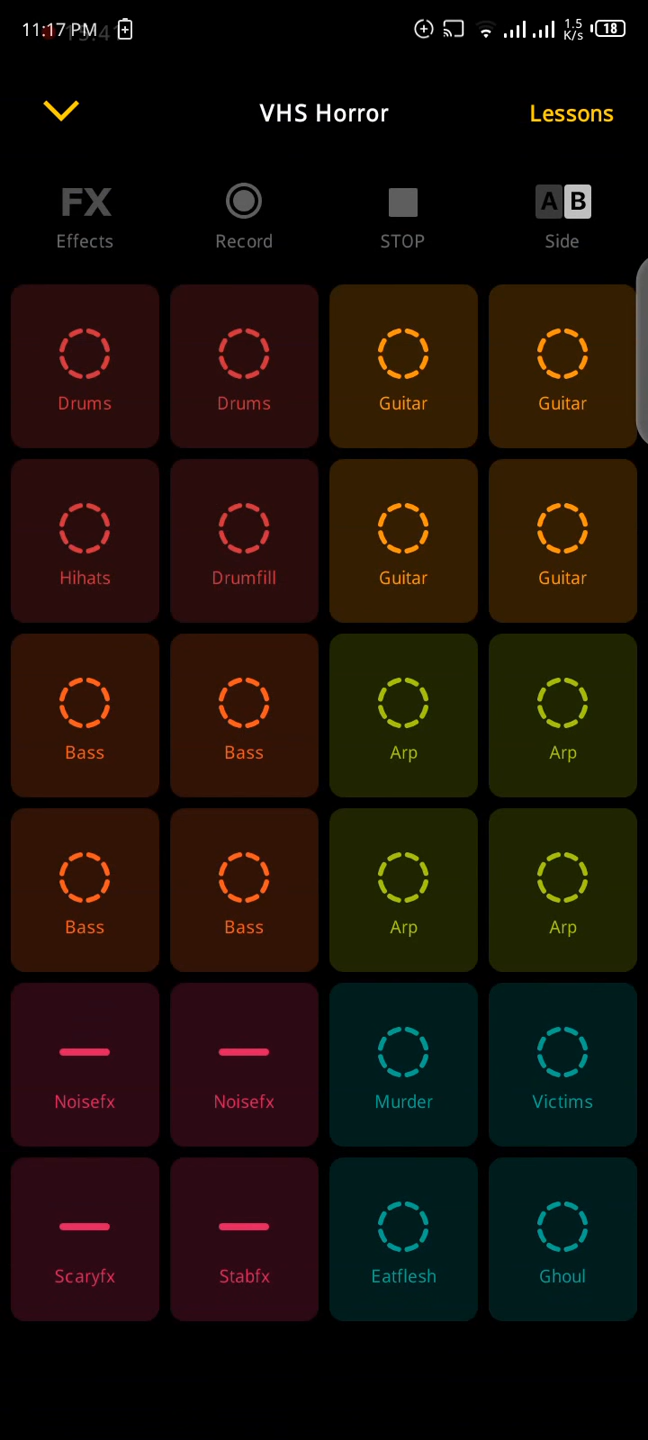 11:17 PM
1.5
K/s
18
VHS Horror
Lessons
FX
A B
Effects
Record
STOP
Side
Drums
Drums
Guitar
Guitar
Hihats
Drumfill
Guitar
Guitar
Bass
Bass
Arp
Arp
Bass
Bass
Arp
Arp
Noisefx
Noisefx
Murder
Victims
Scaryfx
Stabfx
Eatflesh
Ghoul